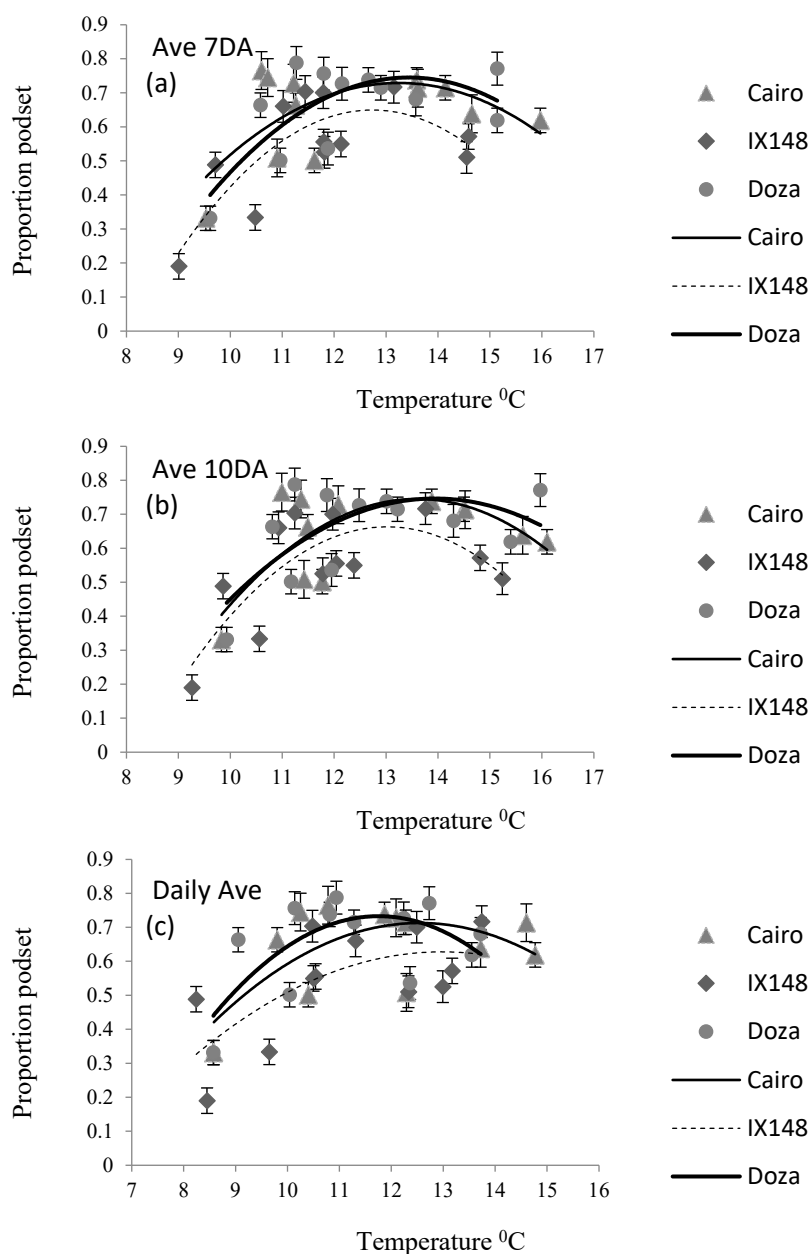 Ave 7DA
(a)
Proportion podset
0.9
0.8
0.7
0.6
0.5
0.4
0.3
0.2
0.1
0
8 9 10 11 12 13 14 15 16 17
Temperature ⁰C
Cairo
IX148
Doza
Cairo
IX148
Doza
Ave 10DA
(b)
Proportion podset
0.9
0.8
0.7
0.6
0.5
0.4
0.3
0.2
0.1
0
8 9 10 11 12 13 14 15 16 17
Temperature ⁰C
Cairo
IX148
Doza
Cairo
IX148
Doza
Daily Ave
(c)
Proportion podset
0.9
0.8
0.7
0.6
0.5
0.4
0.3
0.2
0.1
0
7 8 9 10 11 12 13 14 15 16
Temperature ⁰C
Cairo
IX148
Doza
Cairo
IX148
Doza